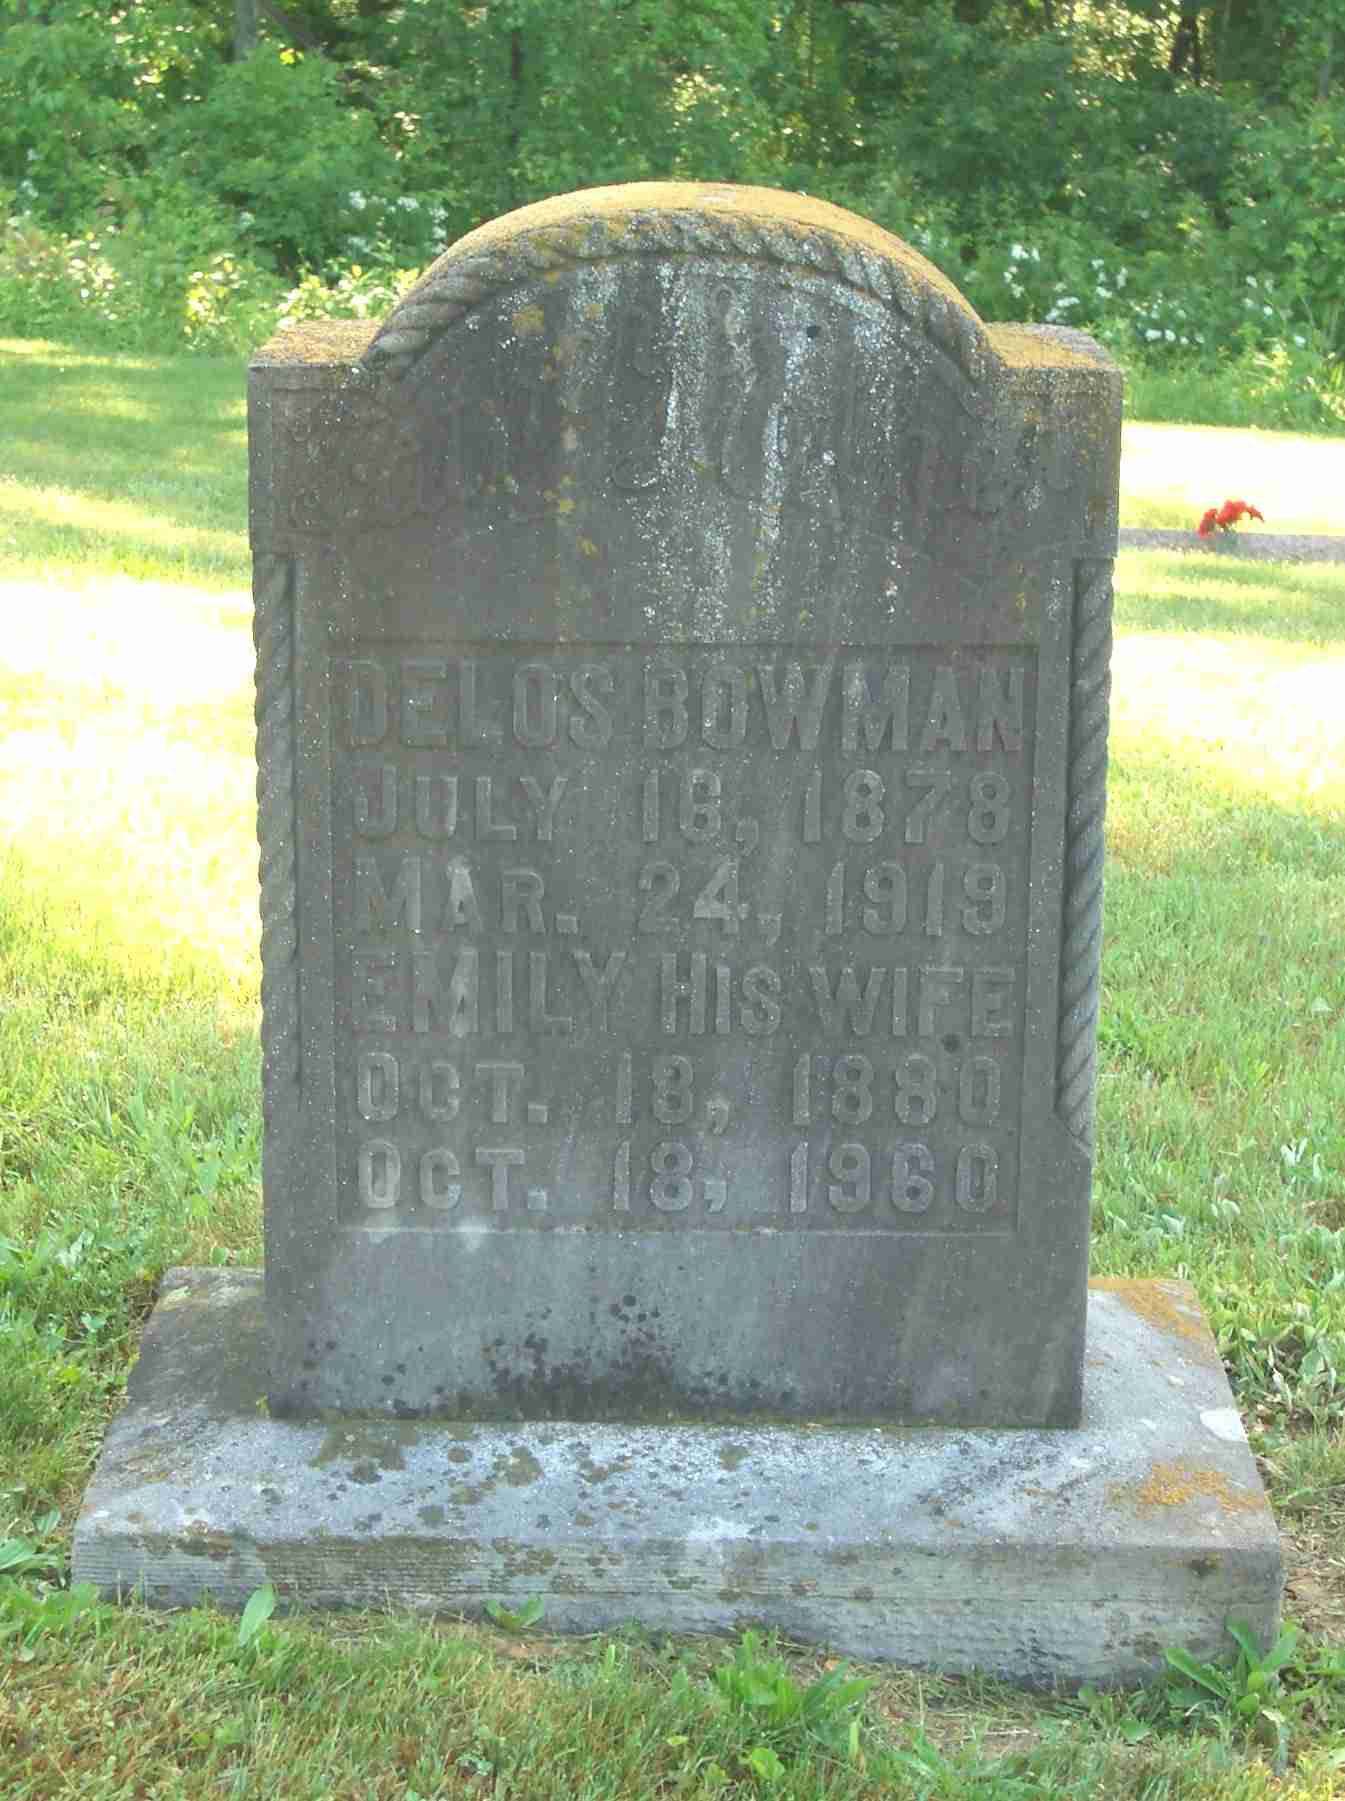 DELOS BOWMAN
JULY 16, 1878
MAR. 24, 1919
EMILY HIS WIFE
OCT. 18, 1880
OCT. 18, 1960